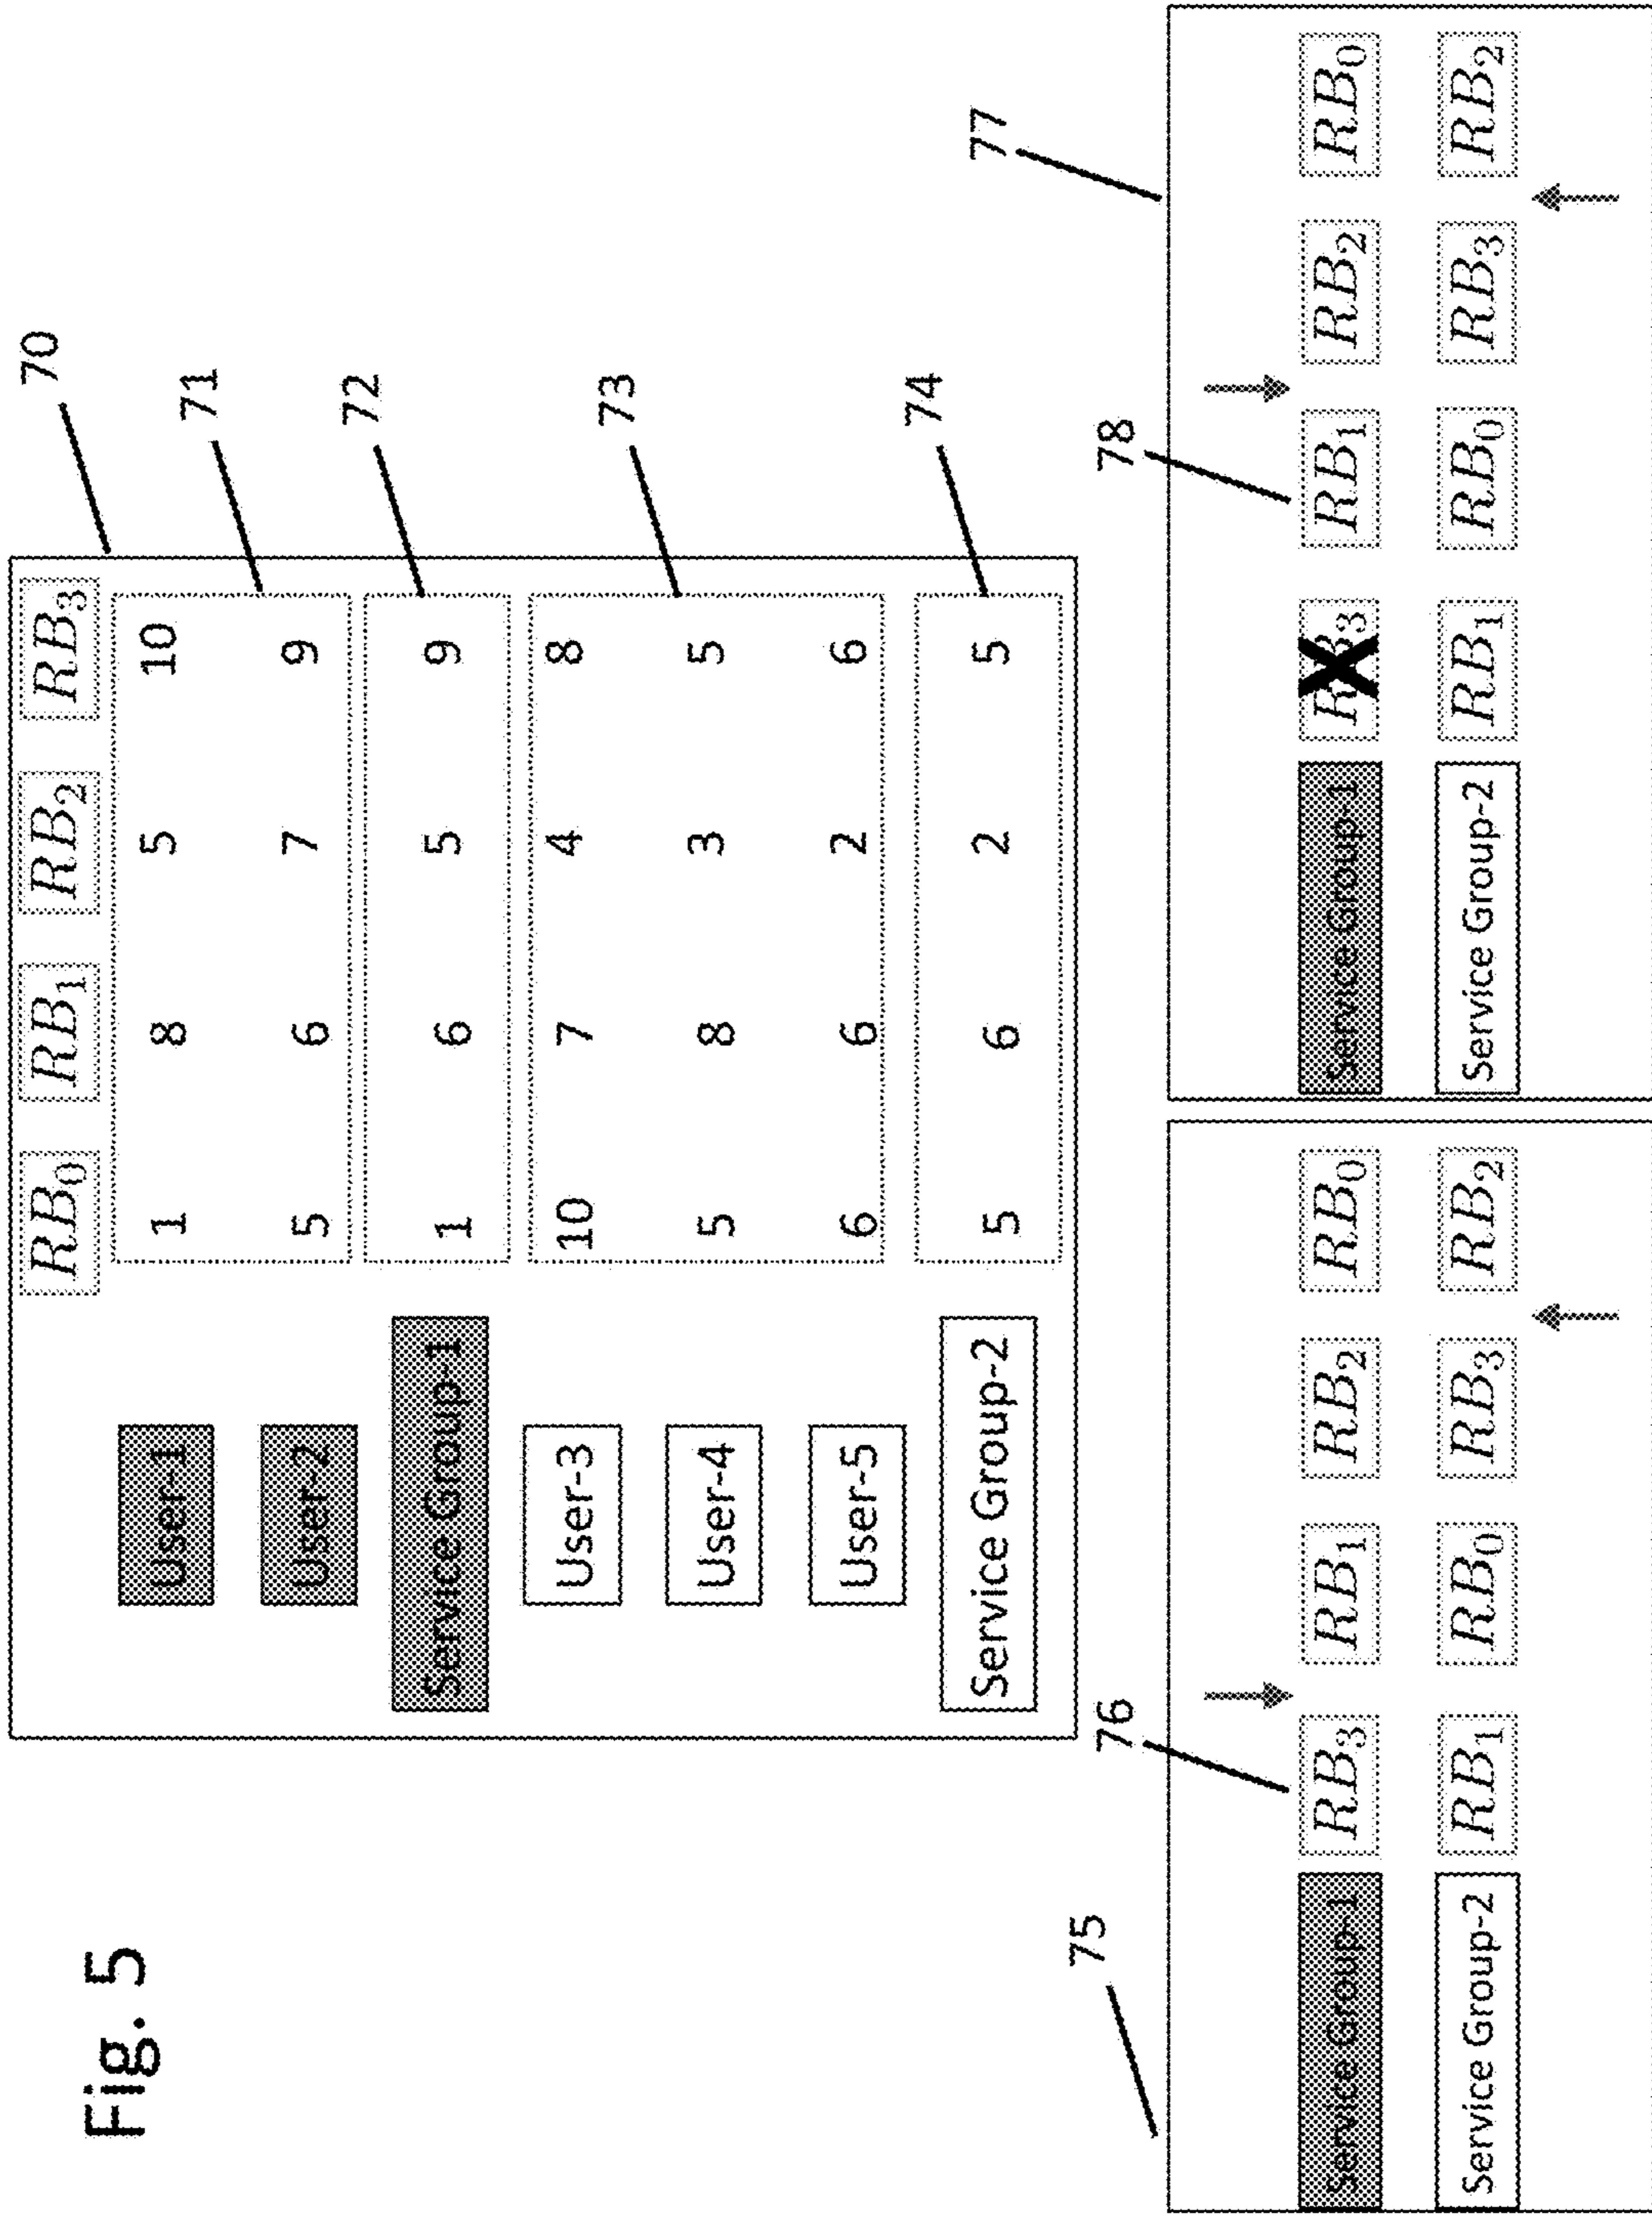 Fig. 5
70
RB0 RB1 RB2 RB3
User-1 1 8 5 10
71
User-2 5 6 7 9
Service Group-1 1 6 5 9
72
User-3 10 7 4 8
User-4 5 8 3 5
73
User-5 6 6 2 6
Service Group-2 5 6 2 5
74
75
76
Service Group-1 RB3 RB1 RB2 RB0
Service Group-2 RB1 RB0 RB3 RB2
77
78
Service Group-1 RB3 RB1 RB2 RB0
X
Service Group-2 RB1 RB0 RB3 RB2